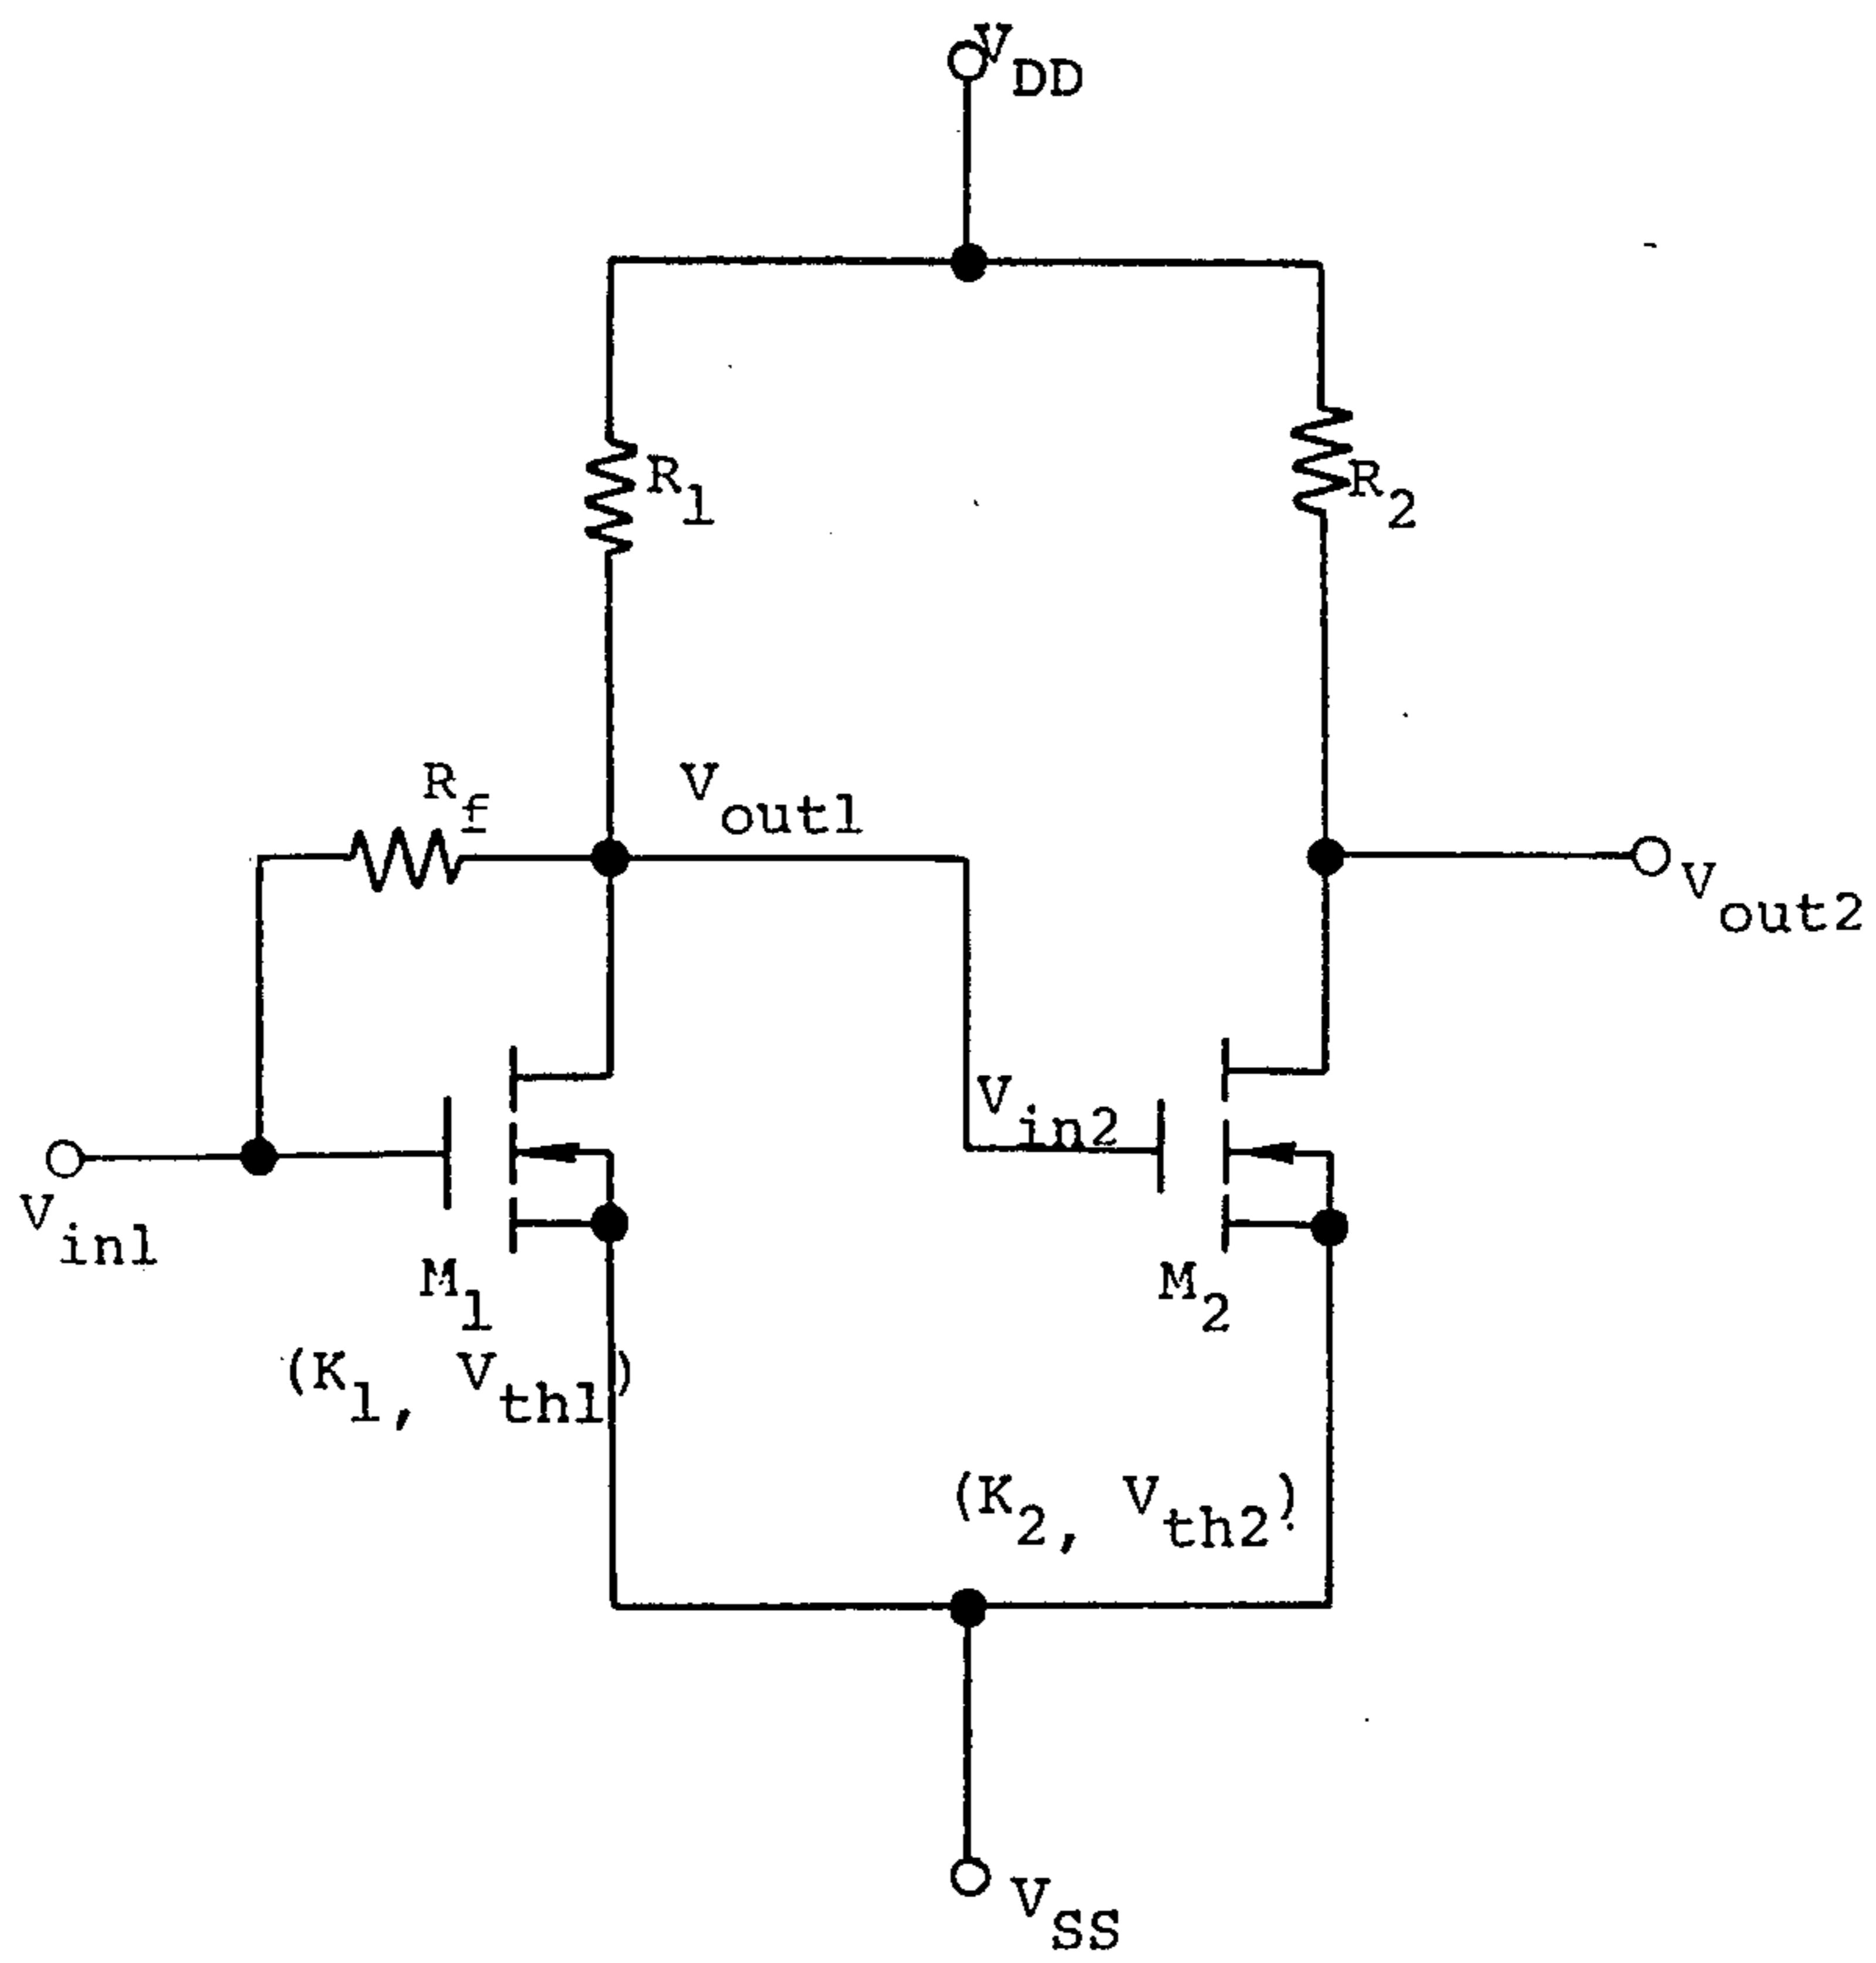 VDD
R1
R2
Rf
Vout1
Vout2
Vin2
Vin1
M1
M2
(K1, Vth1)
(K2, Vth2)
VSS